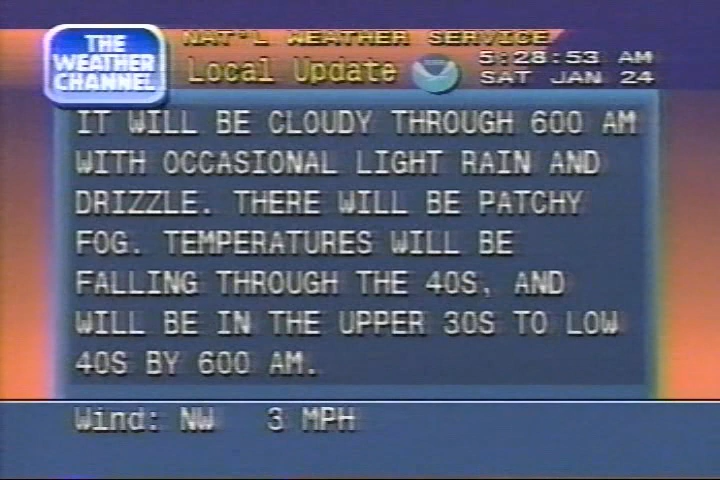 THE
WEATHER
CHANNEL
NAT'L WEATHER SERVICE
Local Update
5:28:53 AM
SAT JAN 24
IT WILL BE CLOUDY THROUGH 600 AM
WITH OCCASIONAL LIGHT RAIN AND
DRIZZLE. THERE WILL BE PATCHY
FOG. TEMPERATURES WILL BE
FALLING THROUGH THE 40S, AND
WILL BE IN THE UPPER 30S TO LOW
40S BY 600 AM.
Wind: NW 3 MPH